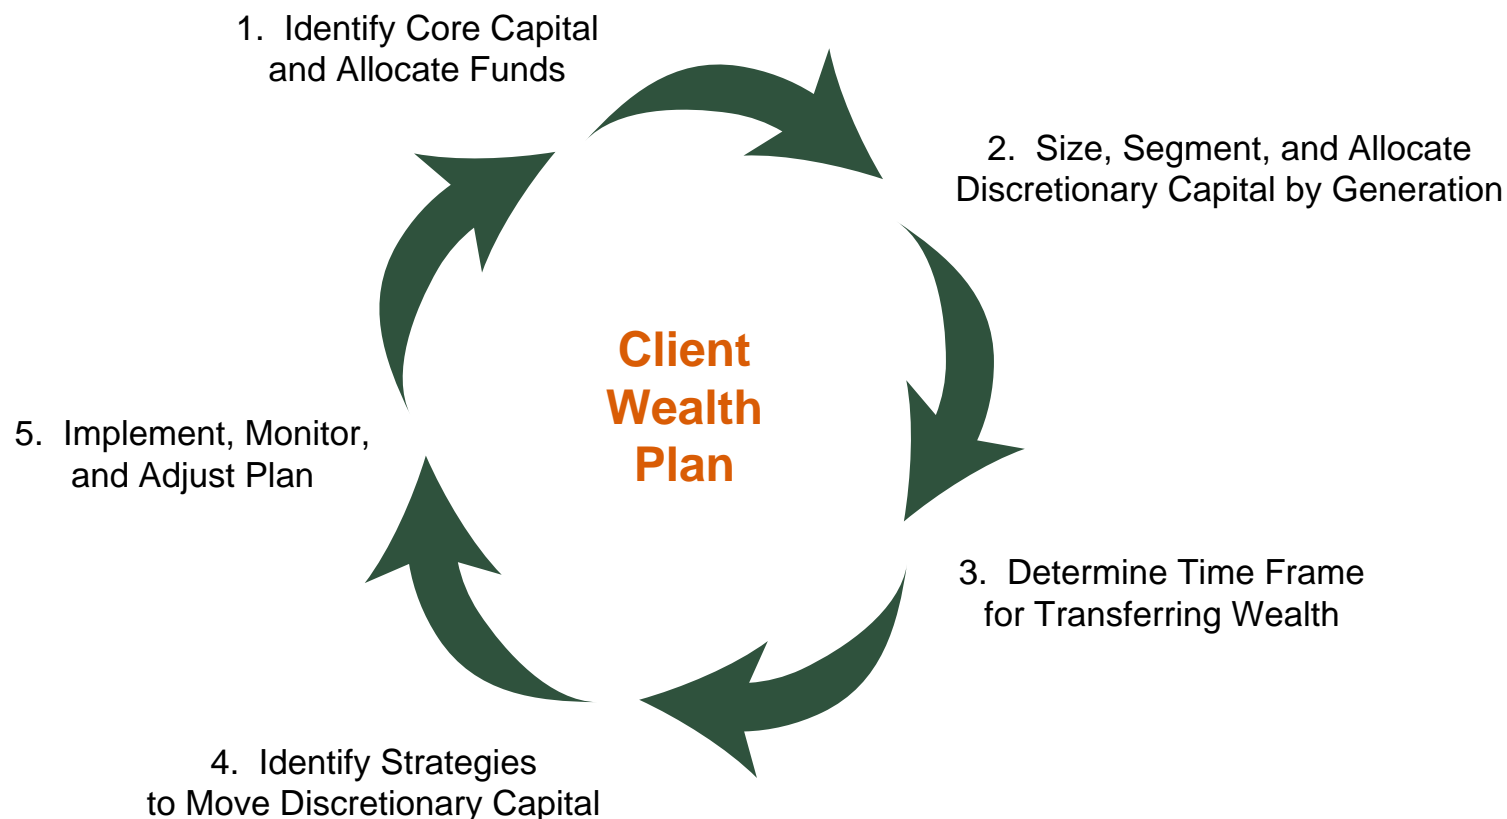 1. Identify Core Capital
and Allocate Funds
2. Size, Segment, and Allocate
Discretionary Capital by Generation
Client
Wealth
Plan
5. Implement, Monitor,
and Adjust Plan
3. Determine Time Frame
for Transferring Wealth
4. Identify Strategies
to Move Discretionary Capital